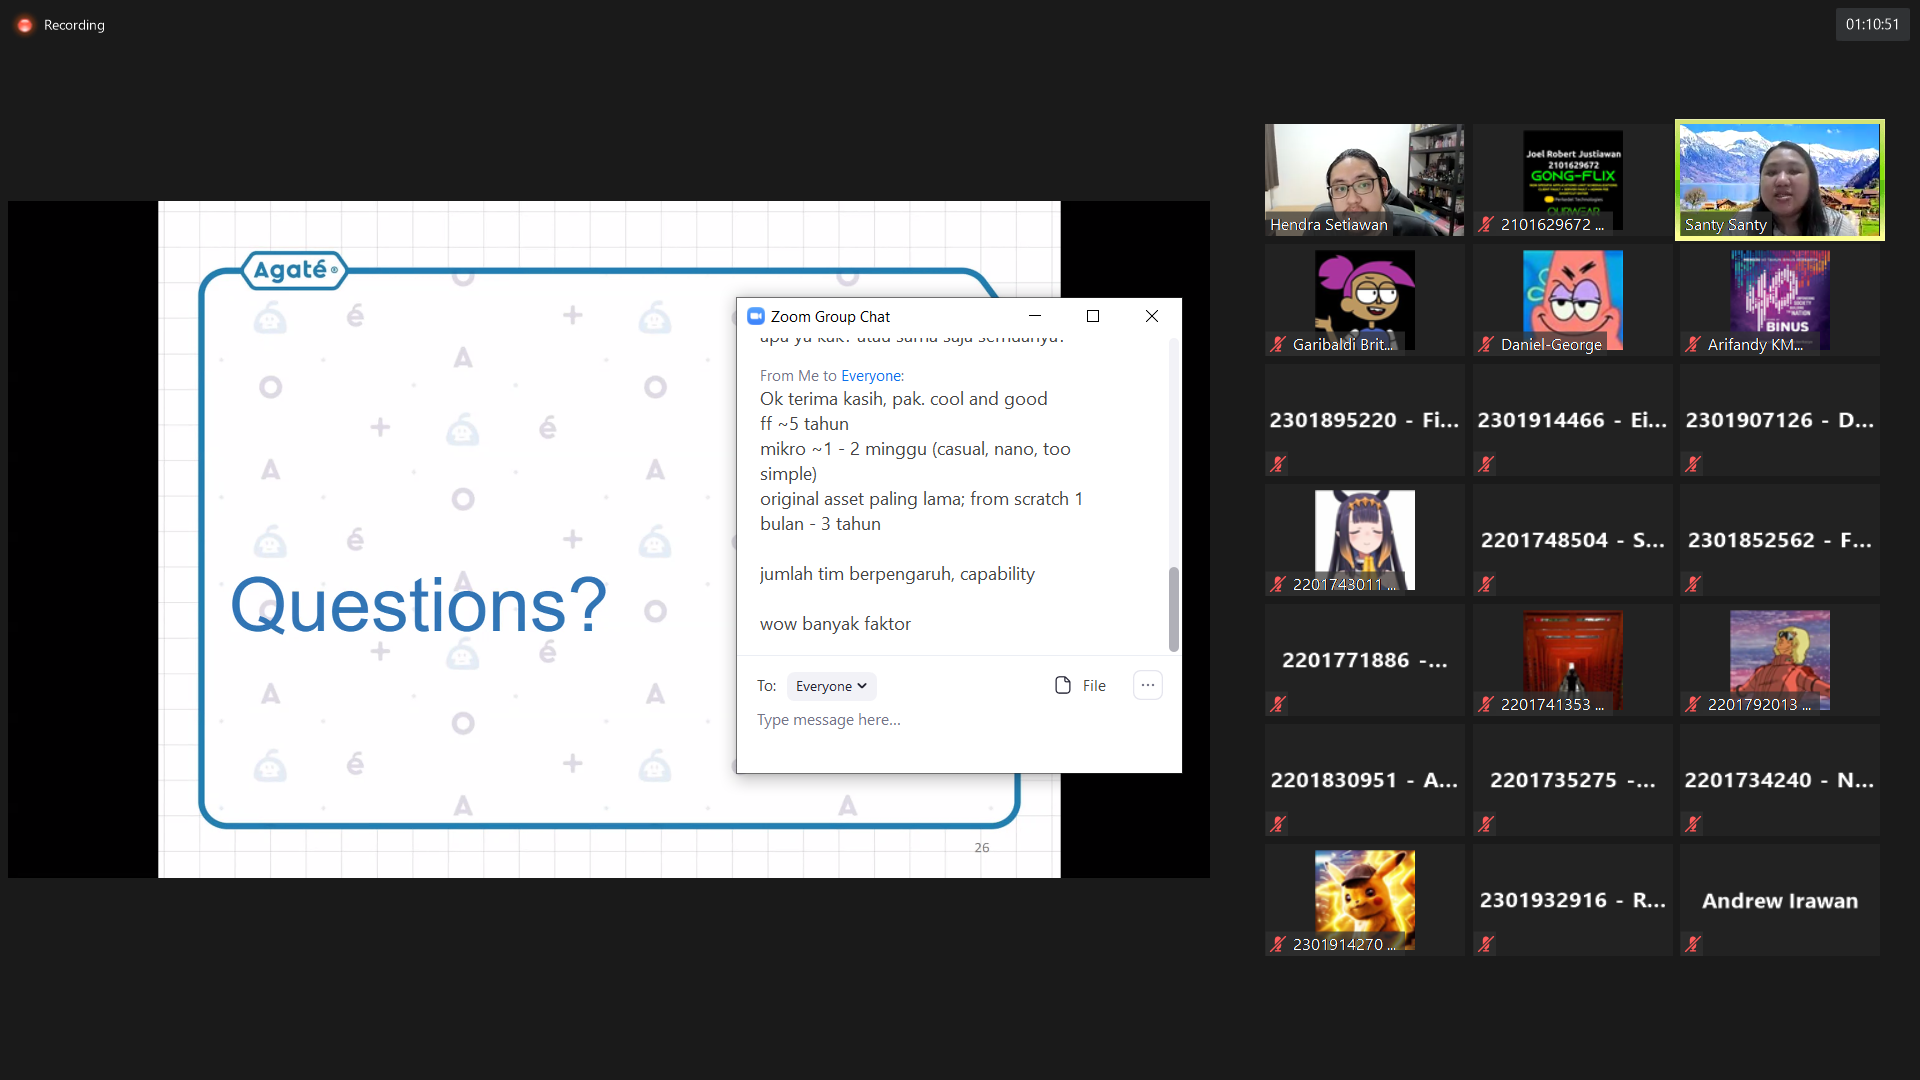 Recording
01:10:51
Agaté®
Questions?
26
Zoom Group Chat
From Me to Everyone:
Ok terima kasih, pak. cool and good
ff ~5 tahun
mikro ~1 - 2 minggu (casual, nano, too
simple)
original asset paling lama; from scratch 1
bulan - 3 tahun
jumlah tim berpengaruh, capability
wow banyak faktor
To: Everyone
File
Type message here...
Hendra Setiawan
Joel Robert Justiawan
2101629672
GONG-FLIX
2101629672 ...
Santy Santy
Garibaldi Brit...
Daniel-George
BINUS
Arifandy KM...
2301895220 - Fi...
2301914466 - Ei...
2301907126 - D...
2201743011 ...
2201748504 - S...
2301852562 - F...
2201771886 -...
2201741353 ...
2201792013 ...
2201830951 - A...
2201735275 -...
2201734240 - N...
2301914270 ...
2301932916 - R...
Andrew Irawan